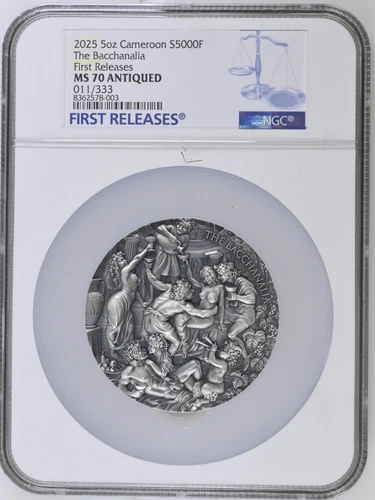 2025 5oz Cameroon S5000F
The Bacchanalia
First Releases
MS 70 ANTIQUED
011/333
8362578-003
FIRST RELEASES®
NGC®
THE BACCHANALIA